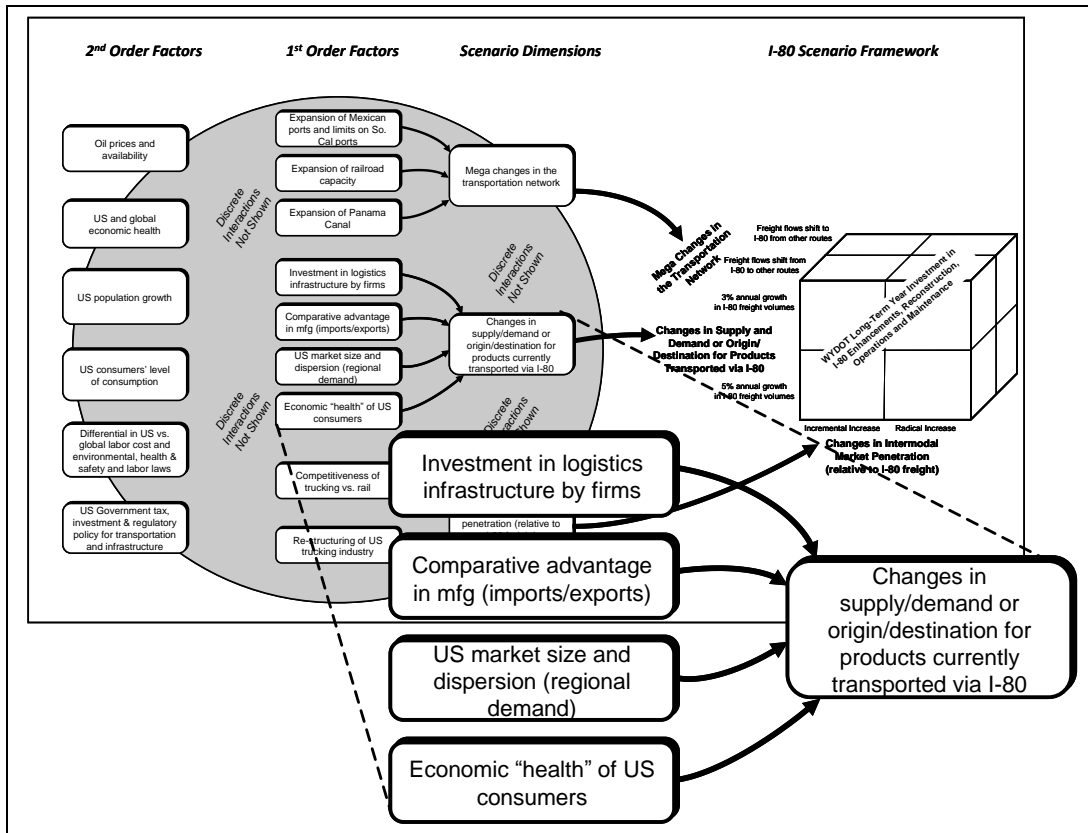 2nd Order Factors
1st Order Factors
Scenario Dimensions
I-80 Scenario Framework
Oil prices and
availability
US and global
economic health
US population growth
US consumers' level
of consumption
Differential in US vs.
global labor cost and
environmental, health &
safety and labor laws
US Government tax,
investment & regulatory
policy for transportation
and infrastructure
Discrete
Interactions
Not Shown
Discrete
Interactions
Not Shown
Expansion of Mexican
ports and limits on So.
Cal ports
Expansion of railroad
capacity
Expansion of Panama
Canal
Investment in logistics
infrastructure by firms
Comparative advantage
in mfg (imports/exports)
US market size and
dispersion (regional
demand)
Economic “health” of US
consumers
Competitiveness of
trucking vs. rail
Re-structuring of US
trucking industry
Mega changes in the
transportation network
Discrete
Interactions
Not Shown
Changes in
supply/demand or
origin/destination for
products currently
transported via I-80
Discrete
Shown
penetration (relative to
Mega Changes in
the Transportation
Network
Changes in Supply and
Demand or Origin/
Destination for Products
Transported via I-80
Changes in Intermodal
Market Penetration
(relative to I-80 freight)
Freight flows shift to
I-80 from other routes
Freight flows shift from
I-80 to other routes
3% annual growth
in I-80 freight volumes
5% annual growth
in I-80 freight volumes
Incremental Increase
Radical Increase
WYDOT Long-Term Year Investment in
I-80 Enhancements, Reconstruction,
Operations and Maintenance
Investment in logistics
infrastructure by firms
Comparative advantage
in mfg (imports/exports)
US market size and
dispersion (regional
demand)
Economic “health” of US
consumers
Changes in
supply/demand or
origin/destination for
products currently
transported via I-80